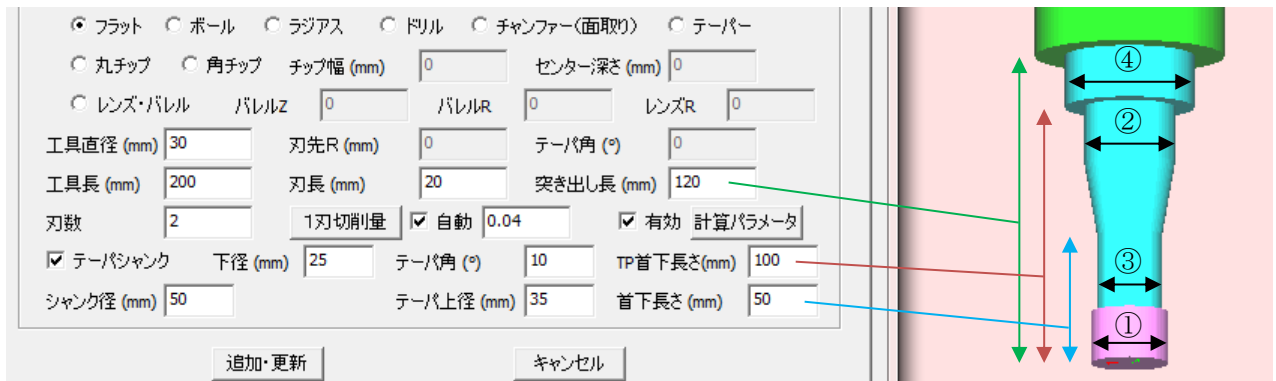 フラット ボール ラジアス ドリル チャンファー(面取り) テーパー
丸チップ 角チップ チップ幅 (mm) 0 センター深さ (mm) 0
レンズ・バレル バレルZ 0 バレルR 0 レンズR 0
工具直径 (mm) 30 刃先R (mm) 0 テーパ角 (°) 0
工具長 (mm) 200 刃長 (mm) 20 突き出し長 (mm) 120
刃数 2 1刃切削量 自動 0.04 有効 計算パラメータ
テーパシャンク 下径 (mm) 25 テーパ角 (°) 10 TP首下長さ(mm) 100
シャンク径 (mm) 50 テーパ上径 (mm) 35 首下長さ (mm) 50
追加・更新 キャンセル
④
②
③
①